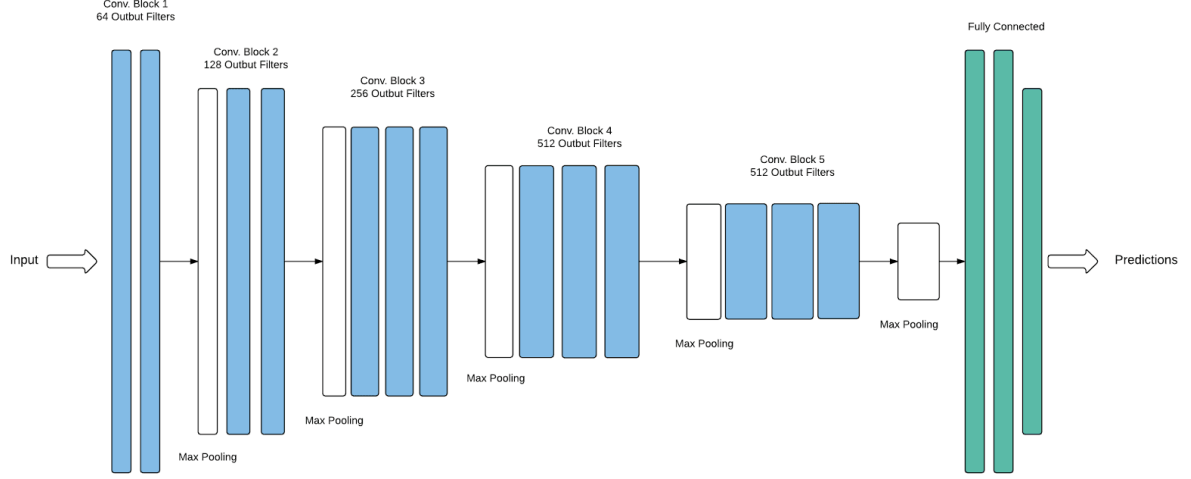 Conv. Block 1
64 Outbut Filters
Conv. Block 2
128 Outbut Filters
Conv. Block 3
256 Outbut Filters
Conv. Block 4
512 Outbut Filters
Conv. Block 5
512 Outbut Filters
Fully Connected
Input
Predictions
Max Pooling
Max Pooling
Max Pooling
Max Pooling
Max Pooling